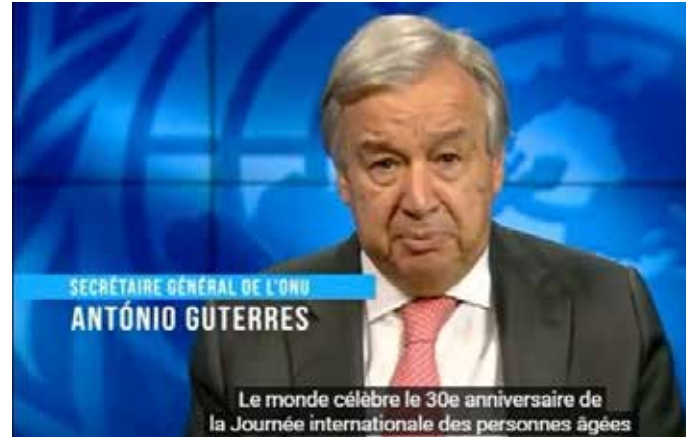 SECRÉTAIRE GÉNÉRAL DE L'ONU
ANTÓNIO GUTERRES
Le monde célèbre le 30e anniversaire de
la Journée internationale des personnes âgées